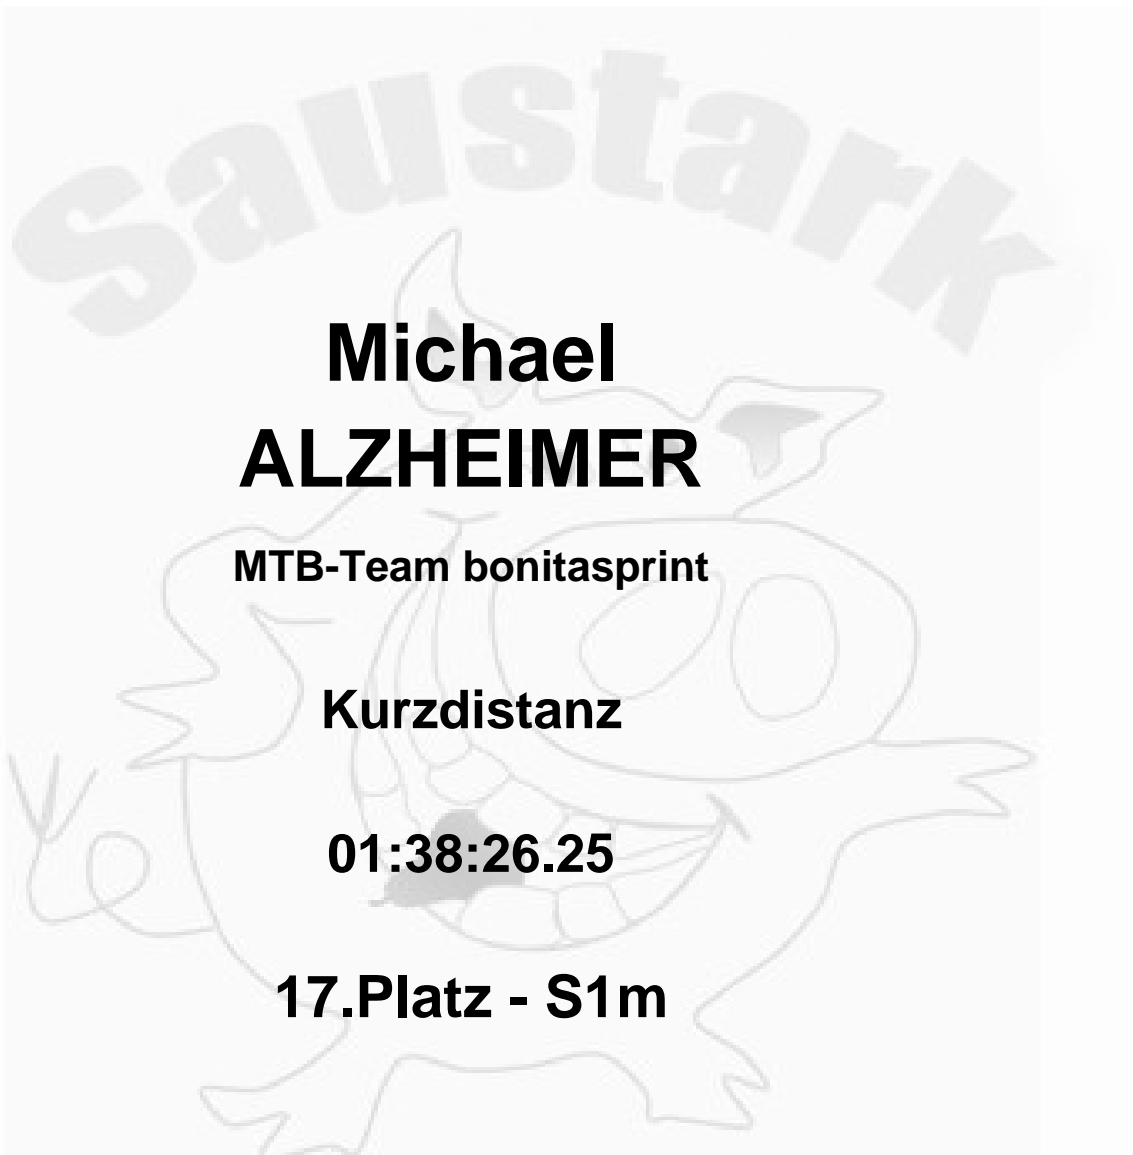 Saustark
Michael
ALZHEIMER
MTB-Team bonitasprint
Kurzdistanz
01:38:26.25
17.Platz - S1m